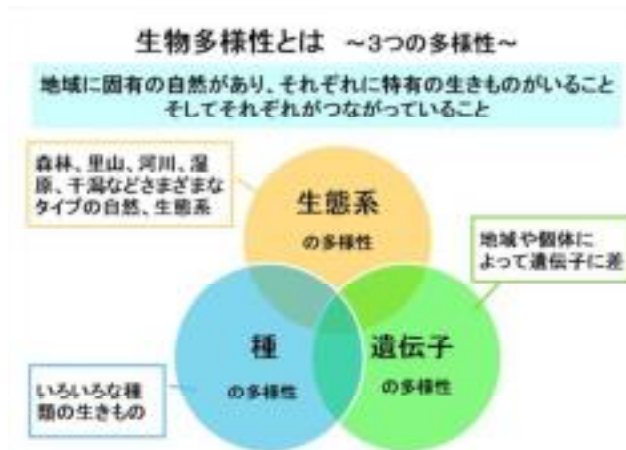 生物多様性とは ～3つの多様性～
地域に固有の自然があり、それぞれに特有の生きものがいること
そしてそれぞれがつながっていること
森林、里山、河川、湿
原、干潟などさまざまな
タイプの自然、生態系
生態系
の多様性
地域や個体に
よって遺伝子に差
種
の多様性
遺伝子
の多様性
いろいろな種
類の生きもの